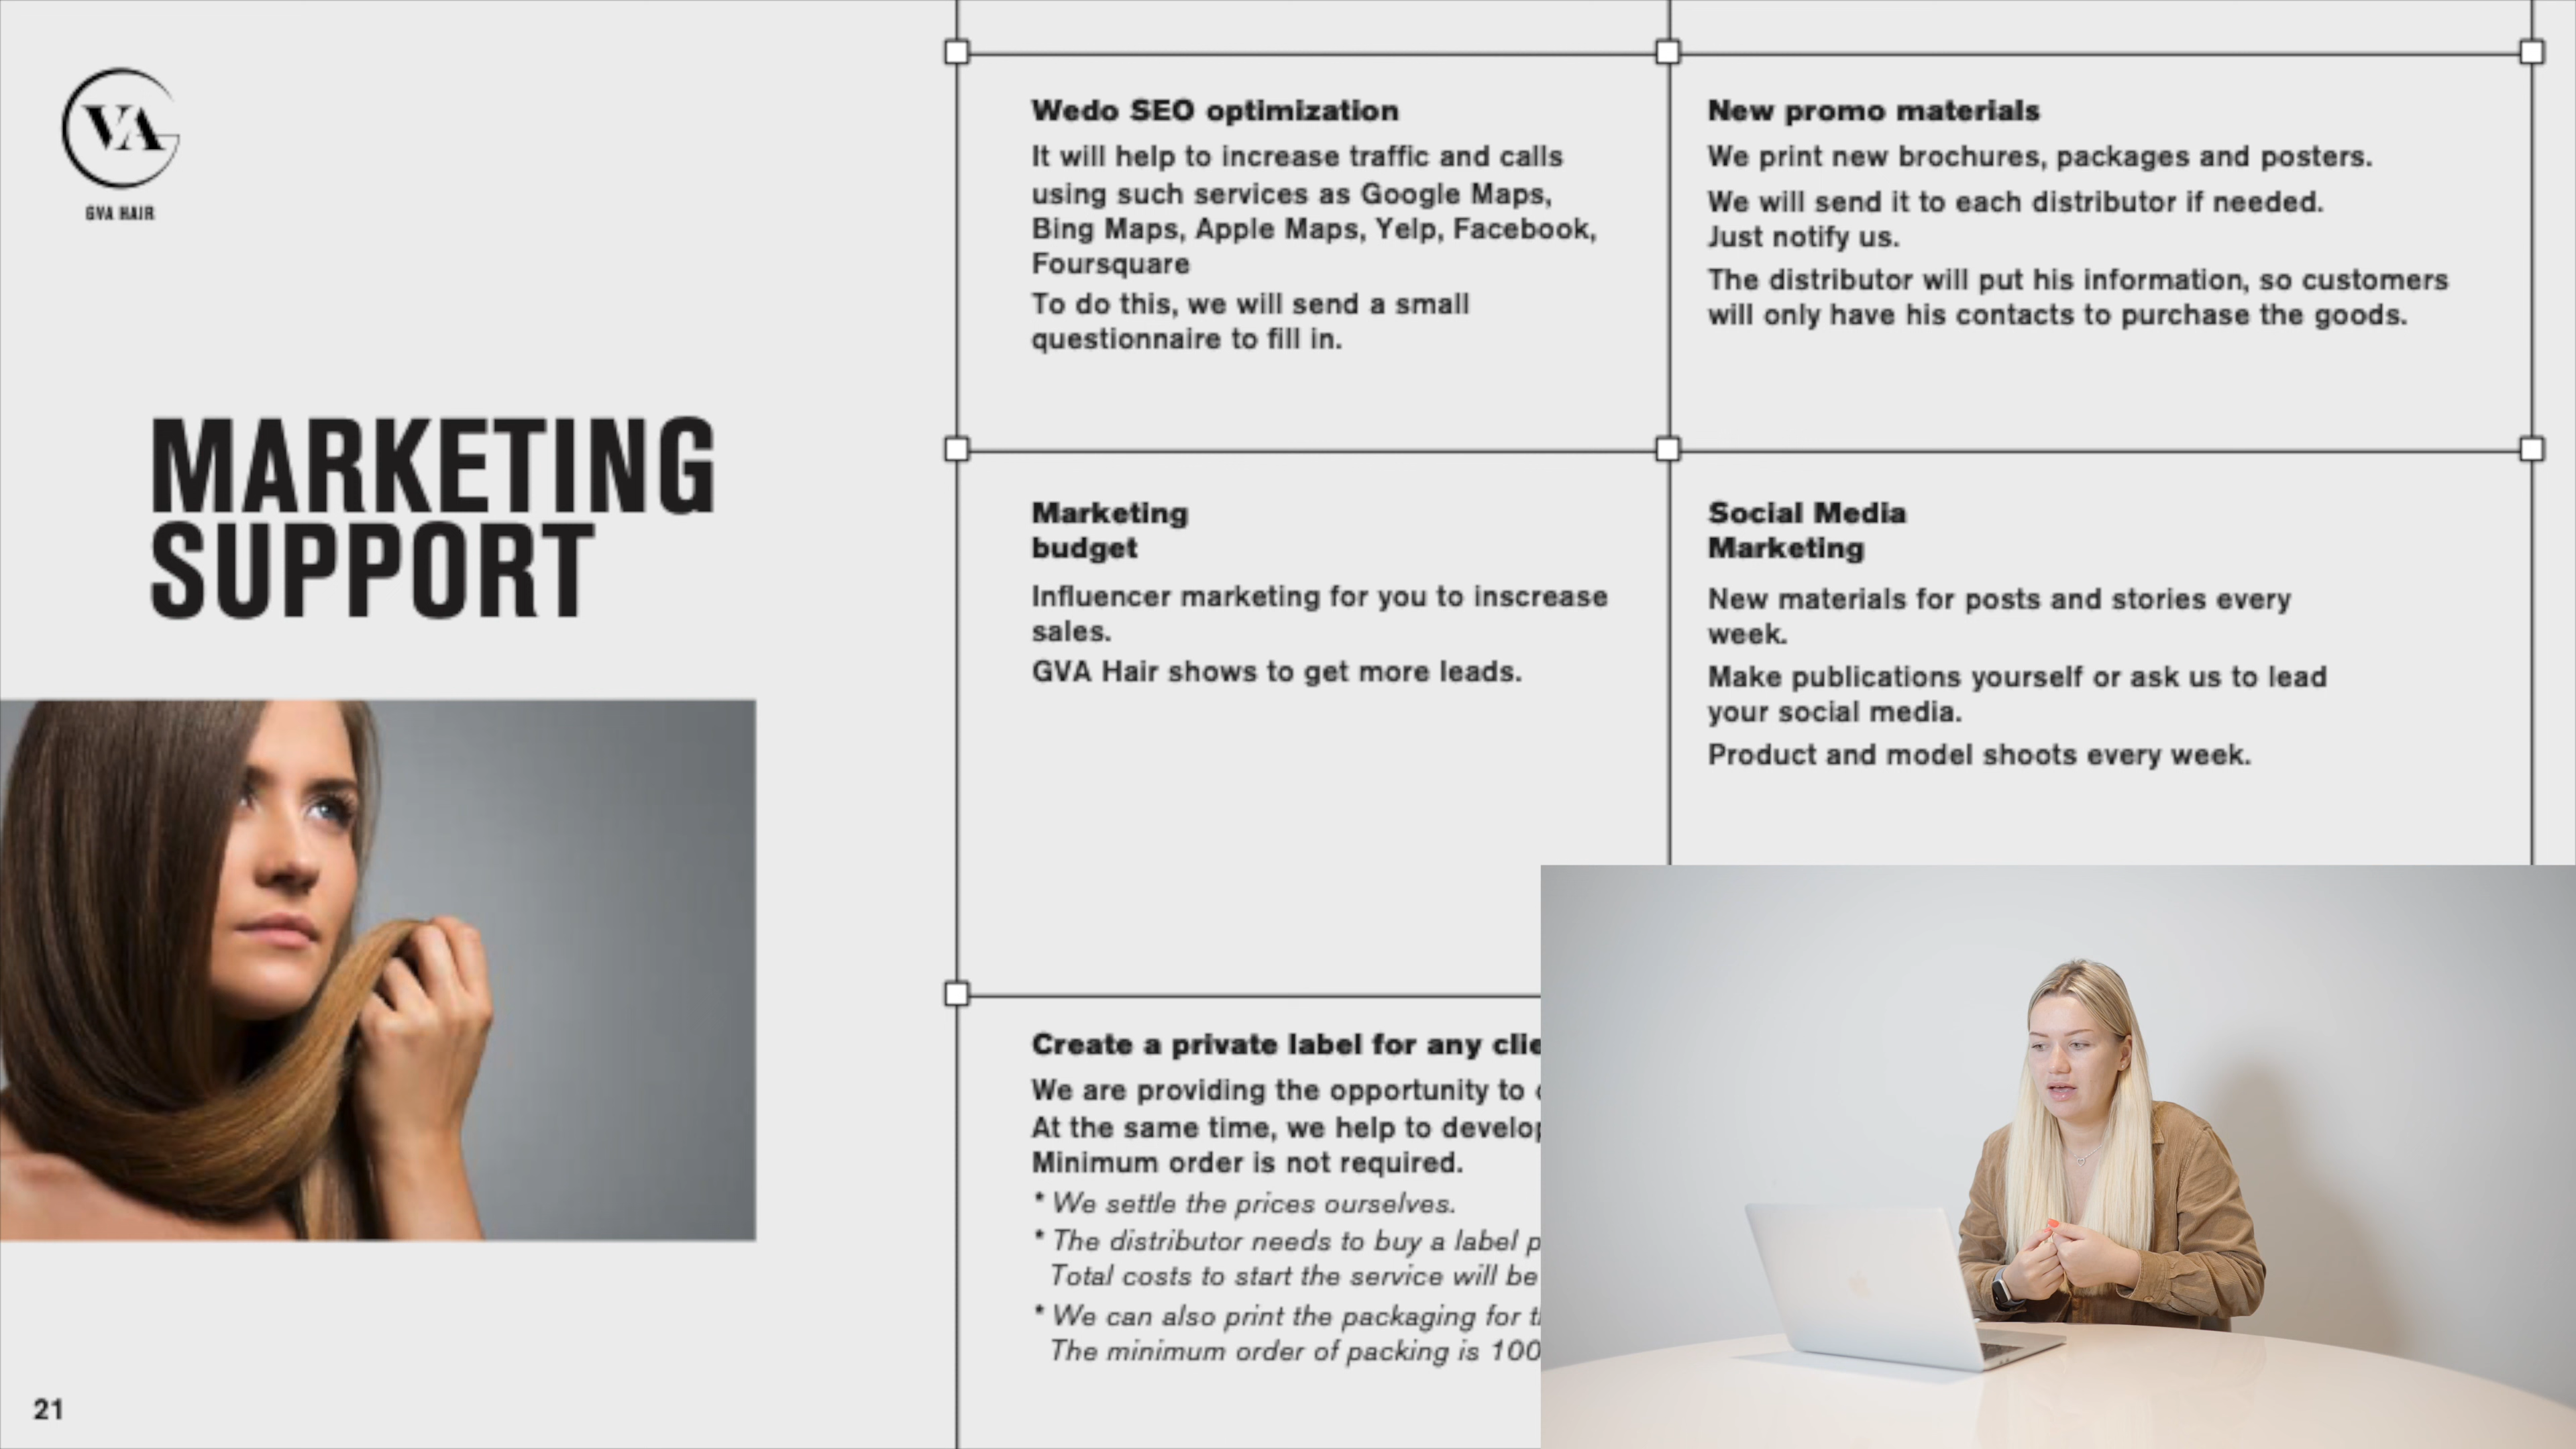 VA
GVA HAIR
MARKETING
SUPPORT
21
Wedo SEO optimization
It will help to increase traffic and calls
using such services as Google Maps,
Bing Maps, Apple Maps, Yelp, Facebook,
Foursquare
To do this, we will send a small
questionnaire to fill in.
New promo materials
We print new brochures, packages and posters.
We will send it to each distributor if needed.
Just notify us.
The distributor will put his information, so customers
will only have his contacts to purchase the goods.
Marketing
budget
Influencer marketing for you to inscrease
sales.
GVA Hair shows to get more leads.
Social Media
Marketing
New materials for posts and stories every
week.
Make publications yourself or ask us to lead
your social media.
Product and model shoots every week.
Create a private label for any
We are providing the opportunity to
At the same time, we help to
Minimum order is not required.
* We settle the prices ourselves.
* The distributor needs to buy a label
Total costs to start the service will be
* We can also print the packaging for
The minimum order of packing is 100